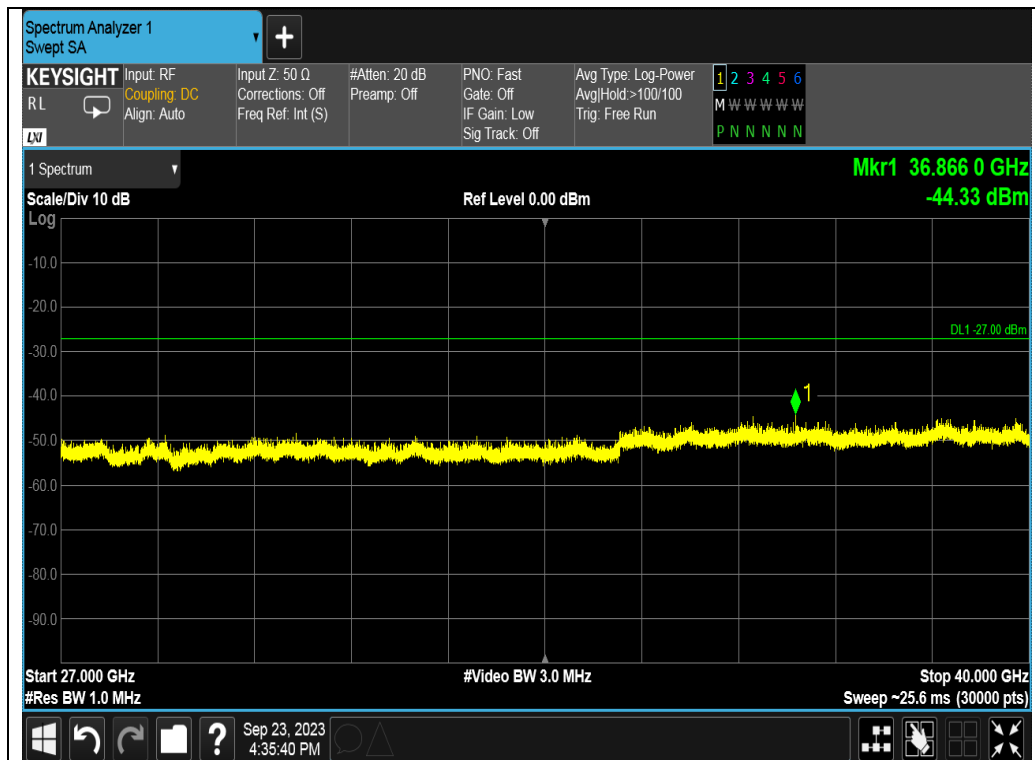 Spectrum Analyzer 1
Swept SA
+
KEYSIGHT
RL
LXI
Input: RF
Coupling: DC
Align: Auto
Input Z: 50 Ω
Corrections: Off
Freq Ref: Int (S)
#Atten: 20 dB
Preamp: Off
PNO: Fast
Gate: Off
IF Gain: Low
Sig Track: Off
Avg Type: Log-Power
Avg|Hold:>100/100
Trig: Free Run
1 2 3 4 5 6
M W W W W W
P N N N N N
1 Spectrum
Mkr1 36.866 0 GHz
Scale/Div 10 dB
Ref Level 0.00 dBm
-44.33 dBm
Log
-10.0
-20.0
DL1 -27.00 dBm
-30.0
-40.0
1
-50.0
-60.0
-70.0
-80.0
-90.0
Start 27.000 GHz
#Video BW 3.0 MHz
Stop 40.000 GHz
#Res BW 1.0 MHz
Sweep ~25.6 ms (30000 pts)
?
Sep 23, 2023
4:35:40 PM